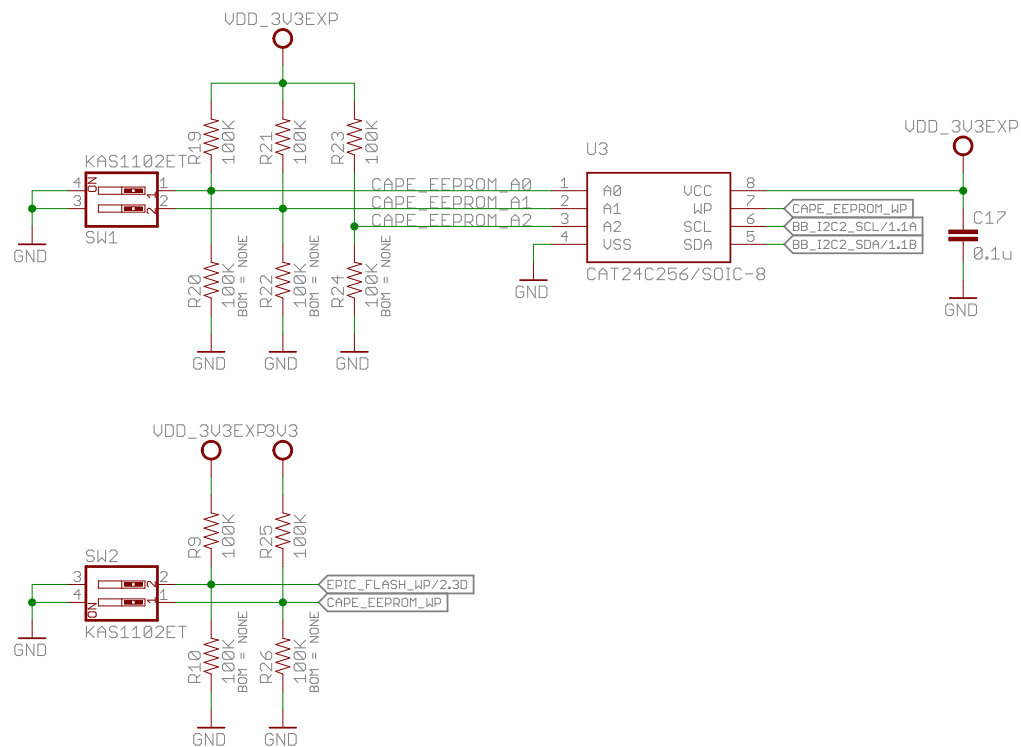 VDD_3V3EXP
R19
100K
R21
100K
R23
100K
KAS1102ET
ON
4
3
1
2
1
2
SW1
GND
CAPE_EEPROM_A0
CAPE_EEPROM_A1
CAPE_EEPROM_A2
R20
100K
BOM = NONE
R22
100K
BOM = NONE
R24
100K
BOM = NONE
GND
GND
GND
U3
1
2
3
4
A0
A1
A2
VSS
VCC
WP
SCL
SDA
8
7
6
5
CAT24C256/SOIC-8
GND
CAPE_EEPROM_WP
BB_I2C2_SCL/1.1A
BB_I2C2_SDA/1.1B
VDD_3V3EXP
C17
0.1u
GND
VDD_3V3EXP
3V3
R9
100K
R25
100K
SW2
3
4
ON
2
1
2
1
KAS1102ET
GND
EPIC_FLASH_WP/2.3D
CAPE_EEPROM_WP
R10
100K
BOM = NONE
R26
100K
BOM = NONE
GND
GND